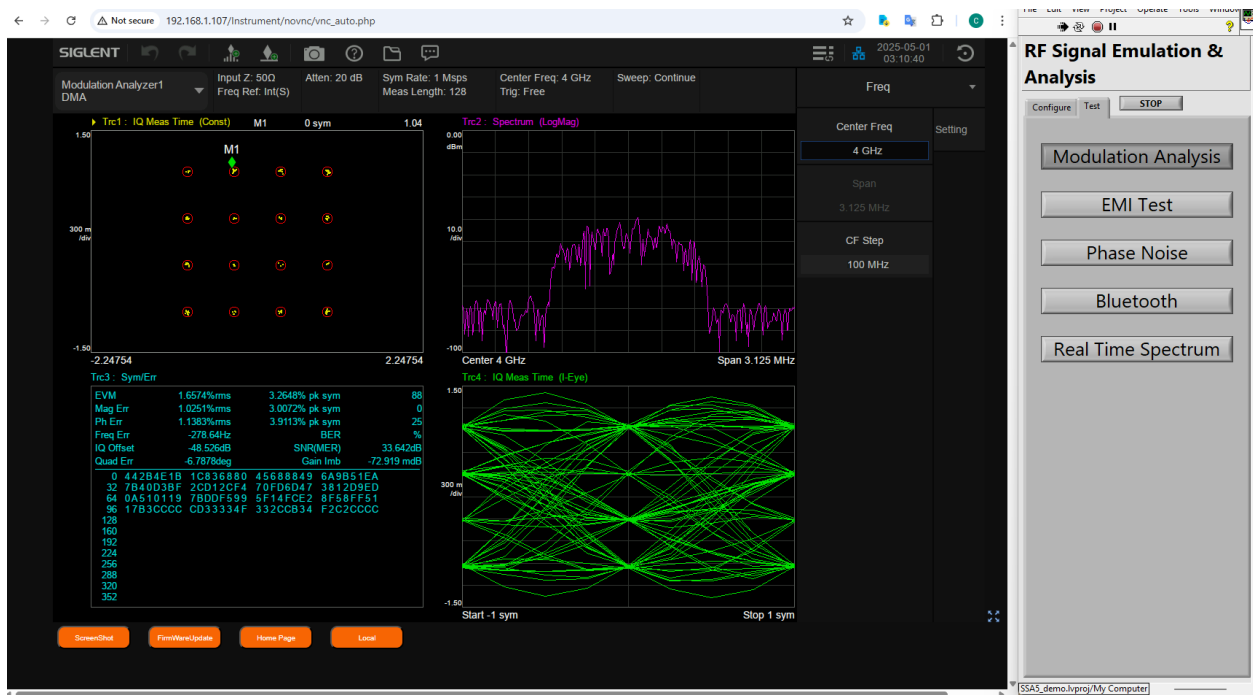 Not secure
192.168.1.107/Instrument/novnc/vnc_auto.php
SIGLENT
2025-05-01
03:10:40
Modulation Analyzer1
DMA
Input Z: 50Ω
Freq Ref: Int(S)
Atten: 20 dB
Sym Rate: 1 Msps
Meas Length: 128
Center Freq: 4 GHz
Trig: Free
Sweep: Continue
Freq
Center Freq
4 GHz
Setting
Span
3.125 MHz
CF Step
100 MHz
Trc1 : IQ Meas Time (Const) M1 0 sym 1.04
1.50
M1
300 m
/div
-1.50
-2.24754 2.24754
Trc2 : Spectrum (LogMag)
0.00
dBm
10.0
/div
-100
Center 4 GHz Span 3.125 MHz
Trc3 : Sym/Err
EVM 1.6574%rms 3.2648% pk sym 88
Mag Err 1.0251%rms 3.0072% pk sym 0
Ph Err 1.1383%rms 3.9113% pk sym 25
Freq Err -278.64Hz BER %
IQ Offset -48.526dB SNR(MER) 33.642dB
Quad Err -6.7878deg Gain Imb -72.919 mdB
0 442B4E1B 1C836880 45688849 6A9B51EA
32 7B40D3BF 2CD12CF4 70FD6D47 3812D9ED
64 0A510119 7BDDF599 5F14FCE2 8F58FF51
96 17B3CCCC CD33334F 332CCB34 F2C2CCCC
128
160
192
224
256
288
320
352
Trc4 : IQ Meas Time (I-Eye)
1.50
300 m
/div
-1.50
Start -1 sym Stop 1 sym
ScreenShot
FirmWareUpdate
Home Page
Local
File Edit View Project Operate Tools Window
RF Signal Emulation &
Analysis
Configure
Test
STOP
Modulation Analysis
EMI Test
Phase Noise
Bluetooth
Real Time Spectrum
SSA5_demo.lvproj/My Computer